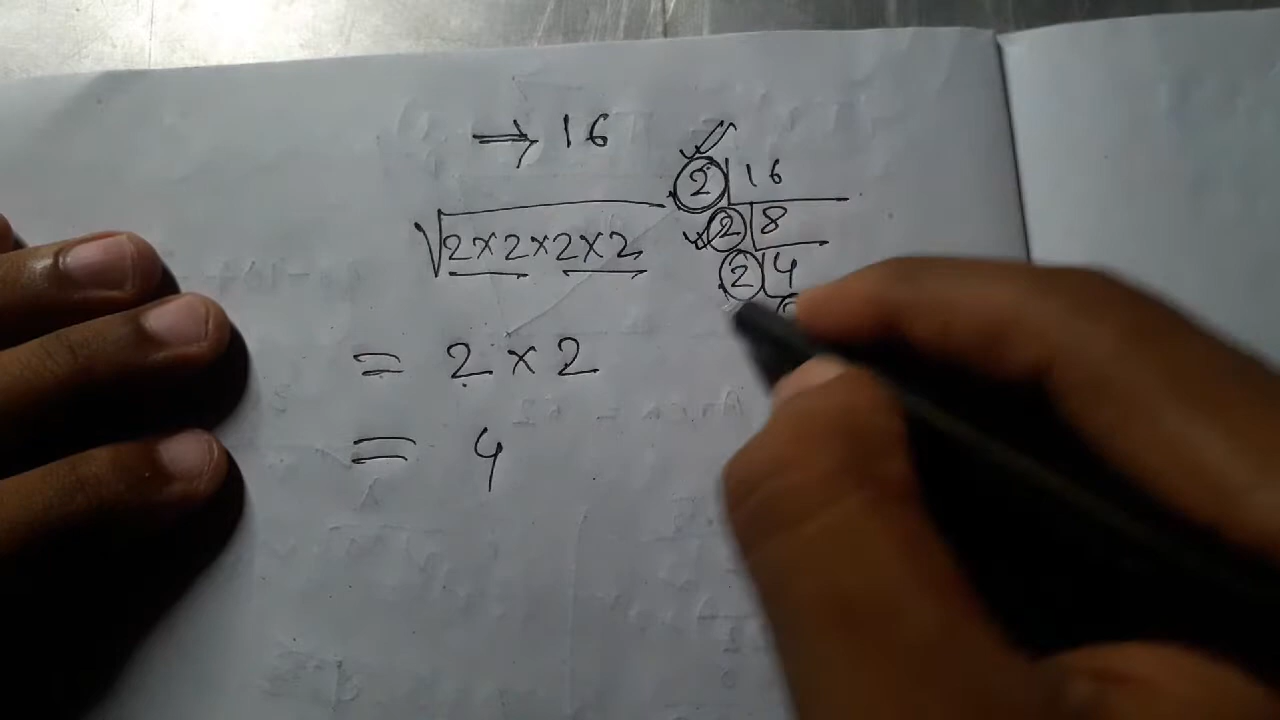 → 16
2 | 16
√2×2×2×2
2 | 8
2 | 4
= 2 × 2
= 4